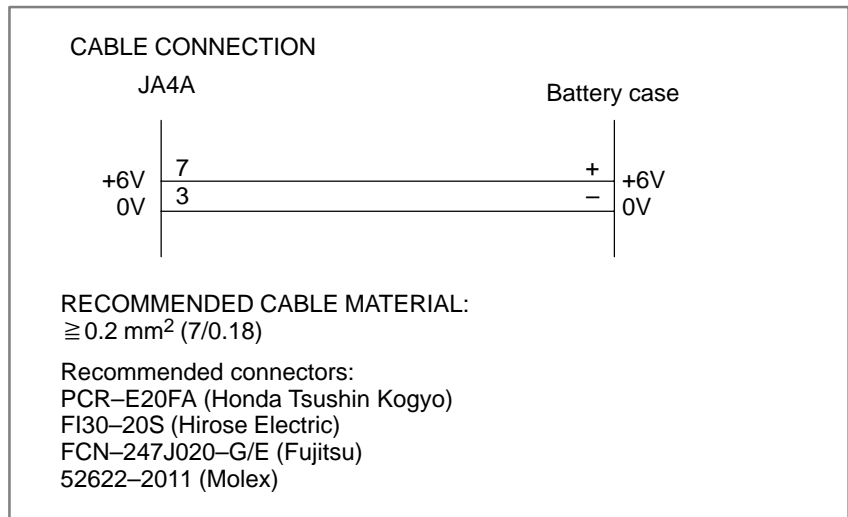 CABLE CONNECTION
JA4A
Battery case
+6V 7 + +6V
0V 3 – 0V
RECOMMENDED CABLE MATERIAL:
≧0.2 mm² (7/0.18)
Recommended connectors:
PCR–E20FA (Honda Tsushin Kogyo)
FI30–20S (Hirose Electric)
FCN–247J020–G/E (Fujitsu)
52622–2011 (Molex)